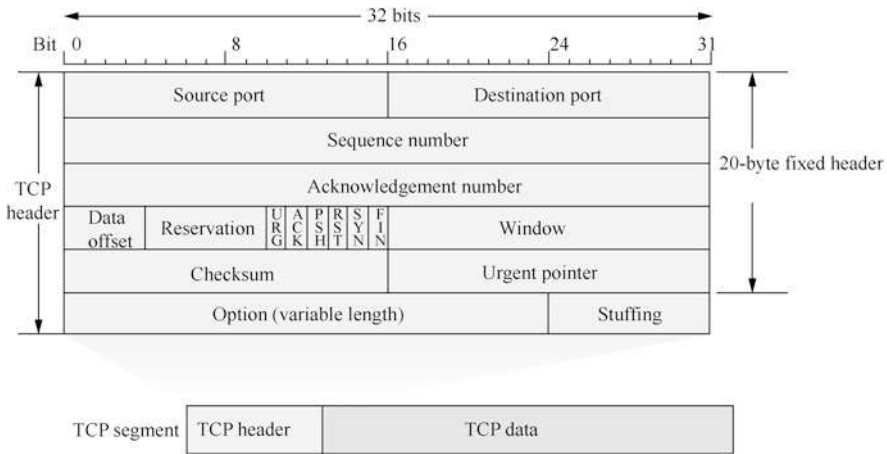 32 bits
Bit 0 8 16 24 31
Source port Destination port
Sequence number
20-byte fixed header
Acknowledgement number
TCP
header
Data
offset
Reservation
URG
ACK
PSH
RST
SYN
FIN
Window
Checksum Urgent pointer
Option (variable length) Stuffing
TCP segment TCP header TCP data